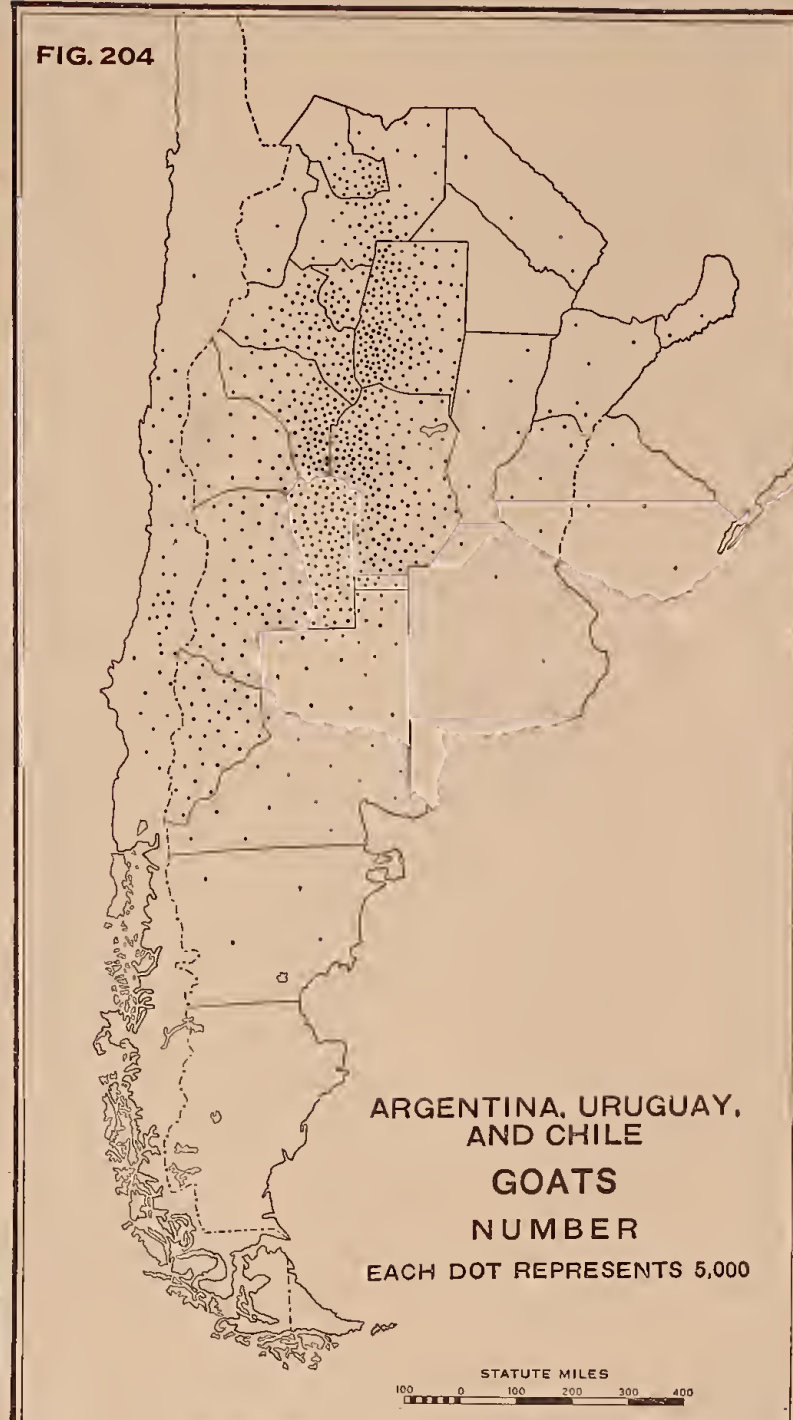 FIG. 204
ARGENTINA, URUGUAY,
AND CHILE
GOATS
NUMBER
EACH DOT REPRESENTS 5,000
STATUTE MILES
100 0 100 200 300 400